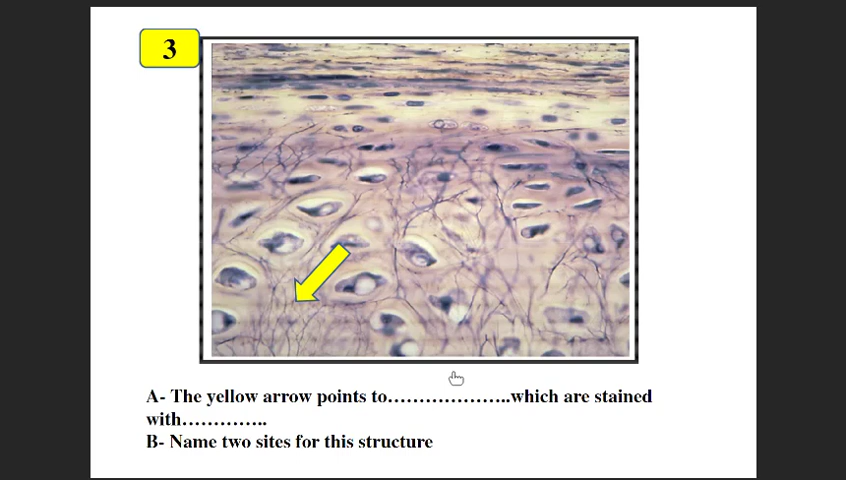 3
A- The yellow arrow points to………………..which are stained
with…………..
B- Name two sites for this structure